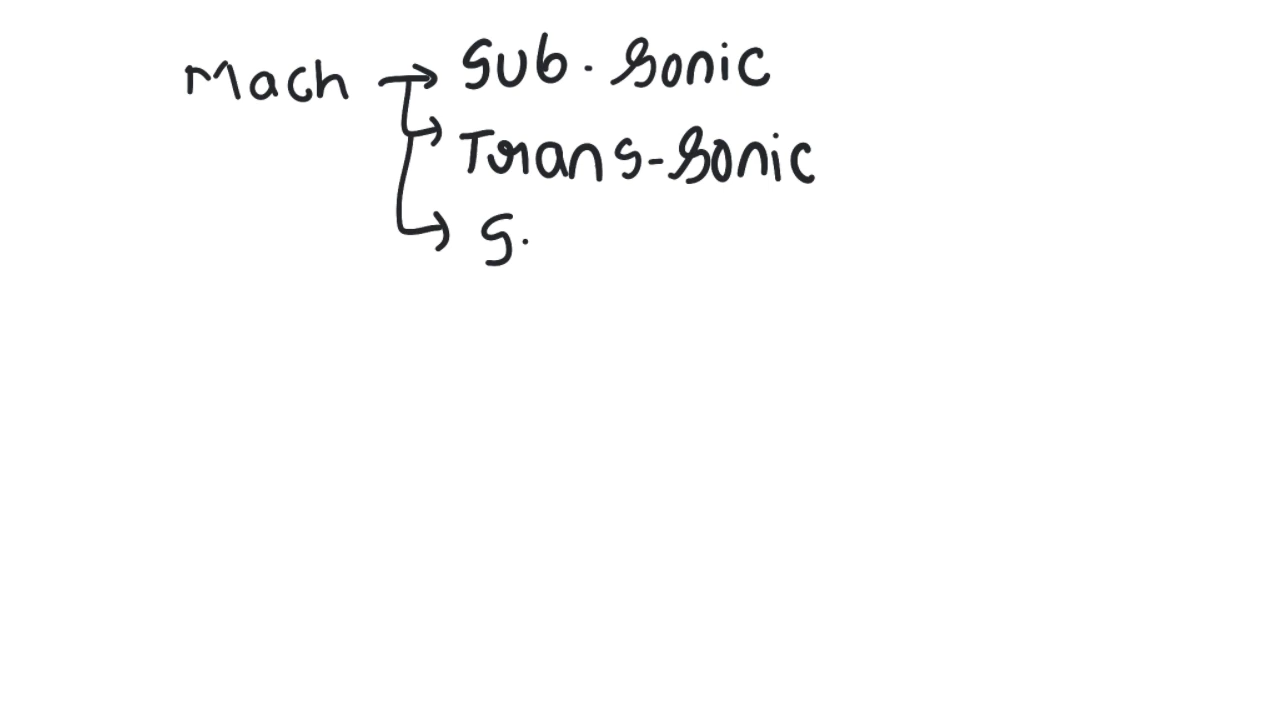 Mach → Sub-Sonic
→ Trans-Sonic
→ S.